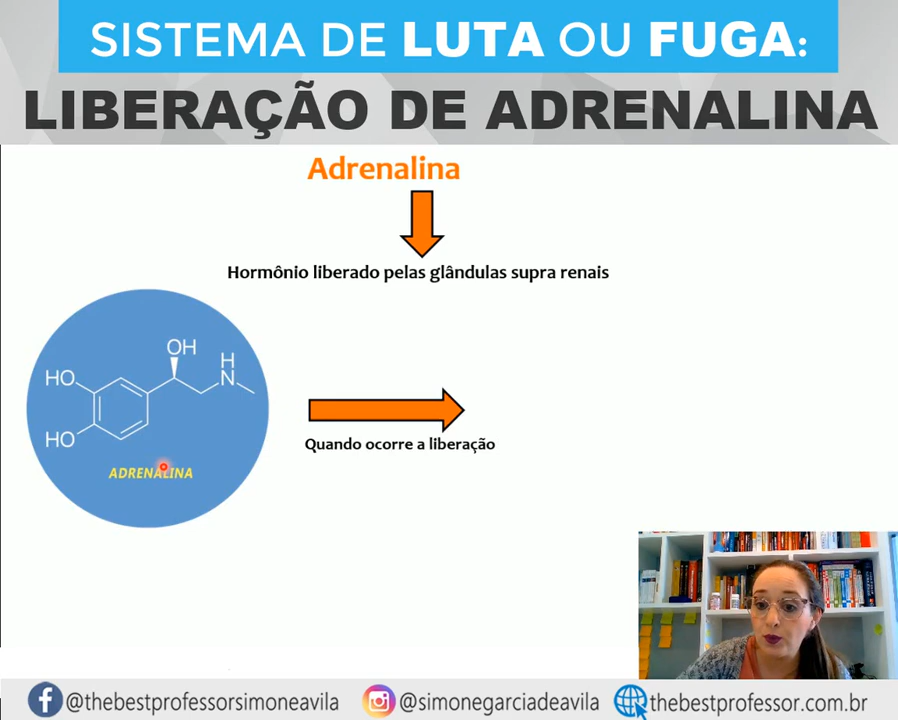 SISTEMA DE LUTA OU FUGA:
LIBERAÇÃO DE ADRENALINA
Adrenalina
Hormônio liberado pelas glândulas supra renais
OH
H
N
HO
HO
ADRENALINA
Quando ocorre a liberação
@thebestprofessorsimoneavila @simonegarciadeavila thebestprofessor.com.br